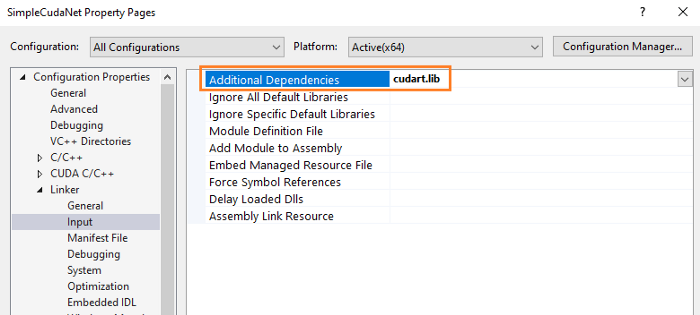 SimpleCudaNet Property Pages
? ×
Configuration: All Configurations Platform: Active(x64) Configuration Manager...
Configuration Properties
General
Advanced
Debugging
VC++ Directories
C/C++
CUDA C/C++
Linker
General
Input
Manifest File
Debugging
System
Optimization
Embedded IDL
Additional Dependencies cudart.lib
Ignore All Default Libraries
Ignore Specific Default Libraries
Module Definition File
Add Module to Assembly
Embed Managed Resource File
Force Symbol References
Delay Loaded Dlls
Assembly Link Resource